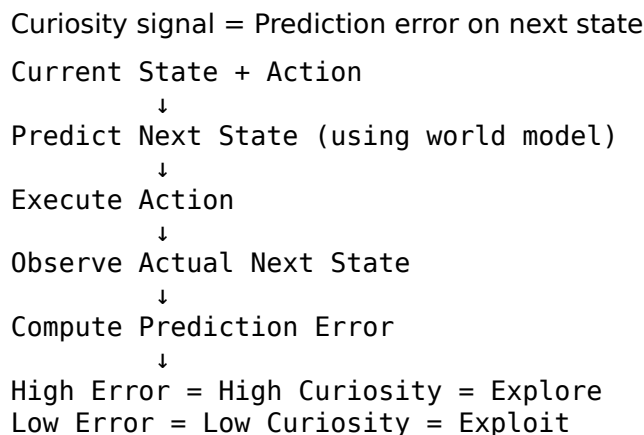 Curiosity signal = Prediction error on next state
Current State + Action
↓
Predict Next State (using world model)
↓
Execute Action
↓
Observe Actual Next State
↓
Compute Prediction Error
↓
High Error = High Curiosity = Explore
Low Error = Low Curiosity = Exploit